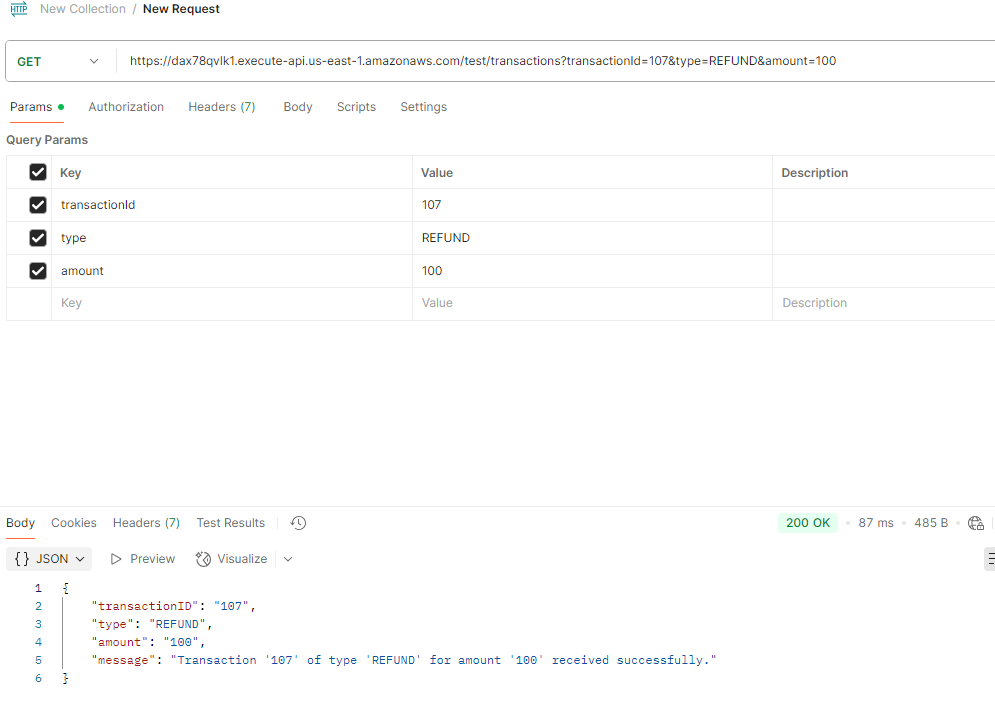 HTTP New Collection / New Request
GET https://dax78qvlk1.execute-api.us-east-1.amazonaws.com/test/transactions?transactionId=107&type=REFUND&amount=100
Params Authorization Headers (7) Body Scripts Settings
Query Params
Key Value Description
transactionId 107
type REFUND
amount 100
Key Value Description
Body Cookies Headers (7) Test Results 200 OK 87 ms 485 B
{} JSON Preview Visualize
1 {
2 "transactionID": "107",
3 "type": "REFUND",
4 "amount": "100",
5 "message": "Transaction '107' of type 'REFUND' for amount '100' received successfully."
6 }